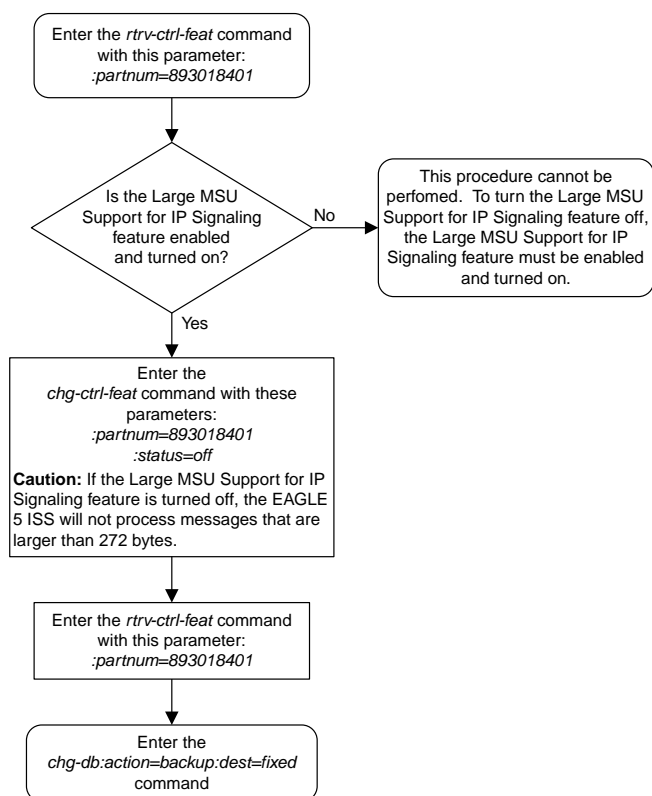 Enter the rtrv-ctrl-feat command
with this parameter:
:partnum=893018401
Is the Large MSU
Support for IP Signaling
feature enabled
and turned on?
No
This procedure cannot be
perfomed. To turn the Large MSU
Support for IP Signaling feature off,
the Large MSU Support for IP
Signaling feature must be enabled
and turned on.
Yes
Enter the
chg-ctrl-feat command with these
parameters:
:partnum=893018401
:status=off
Caution: If the Large MSU Support for IP
Signaling feature is turned off, the EAGLE
5 ISS will not process messages that are
larger than 272 bytes.
Enter the rtrv-ctrl-feat command
with this parameter:
:partnum=893018401
Enter the
chg-db:action=backup:dest=fixed
command